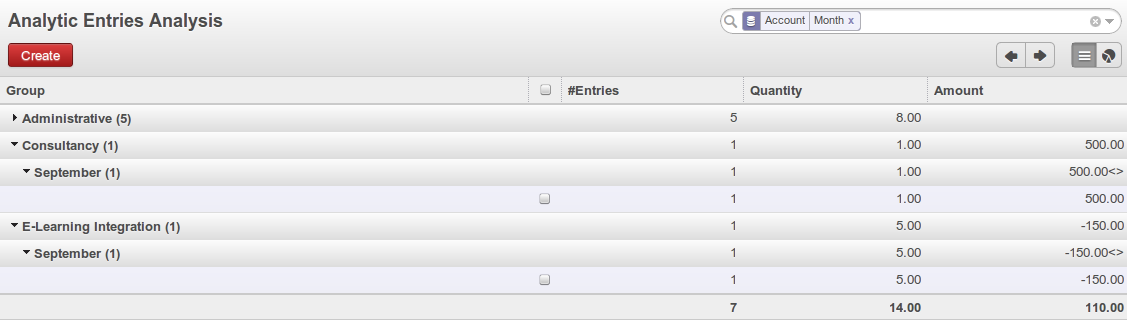 Analytic Entries Analysis
Account Month x
Create
Group #Entries Quantity Amount
Administrative (5) 5 8.00
Consultancy (1) 1 1.00 500.00
September (1) 1 1.00 500.00<>
1 1.00 500.00
E-Learning Integration (1) 1 5.00 -150.00
September (1) 1 5.00 -150.00<>
1 5.00 -150.00
7 14.00 110.00